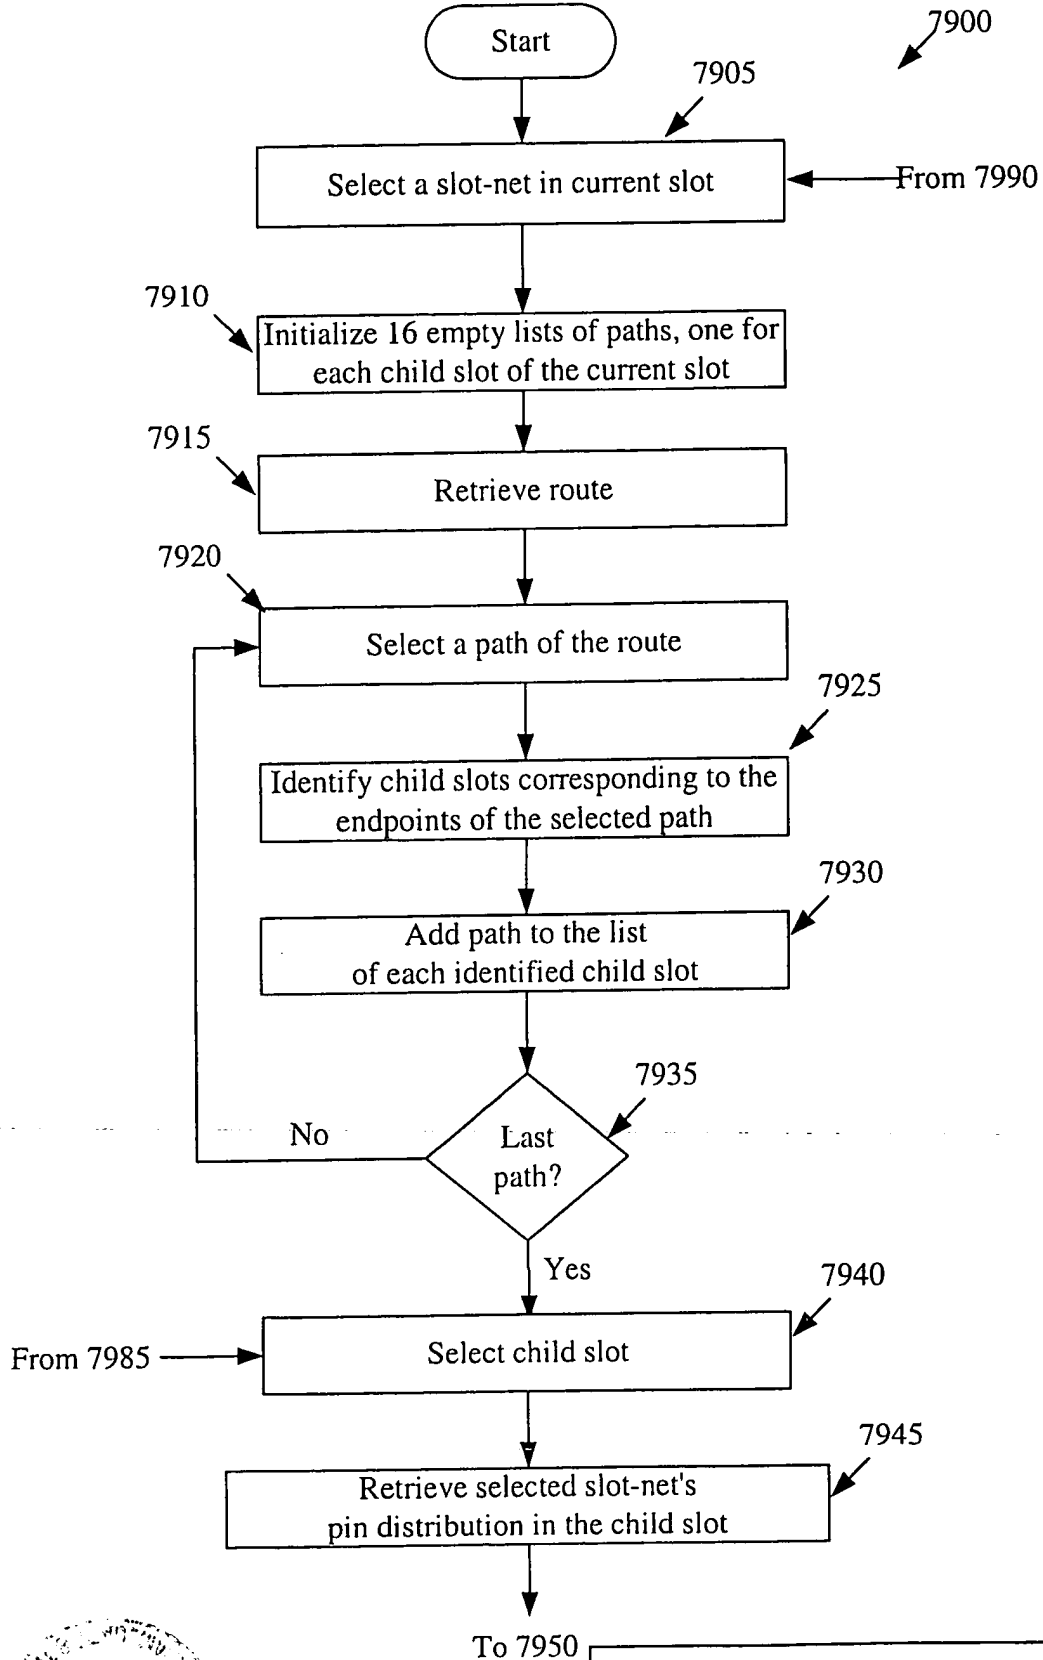 Start
7900
7905
Select a slot-net in current slot
From 7990
7910
Initialize 16 empty lists of paths, one for
each child slot of the current slot
7915
Retrieve route
7920
Select a path of the route
7925
Identify child slots corresponding to the
endpoints of the selected path
7930
Add path to the list
of each identified child slot
7935
Last
path?
No
Yes
7940
From 7985
Select child slot
7945
Retrieve selected slot-net's
pin distribution in the child slot
To 7950